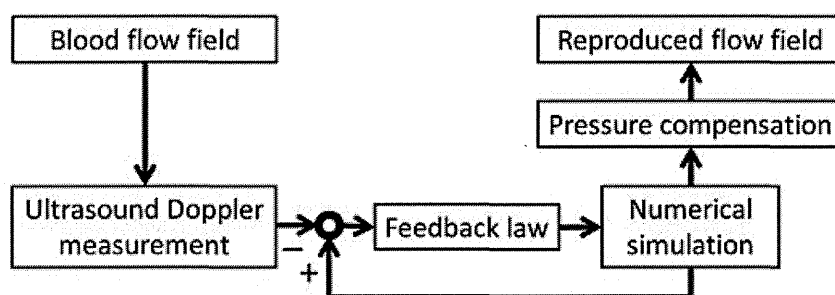 Blood flow field
Reproduced flow field
Pressure compensation
Ultrasound Doppler
measurement
−
+
Feedback law
Numerical
simulation